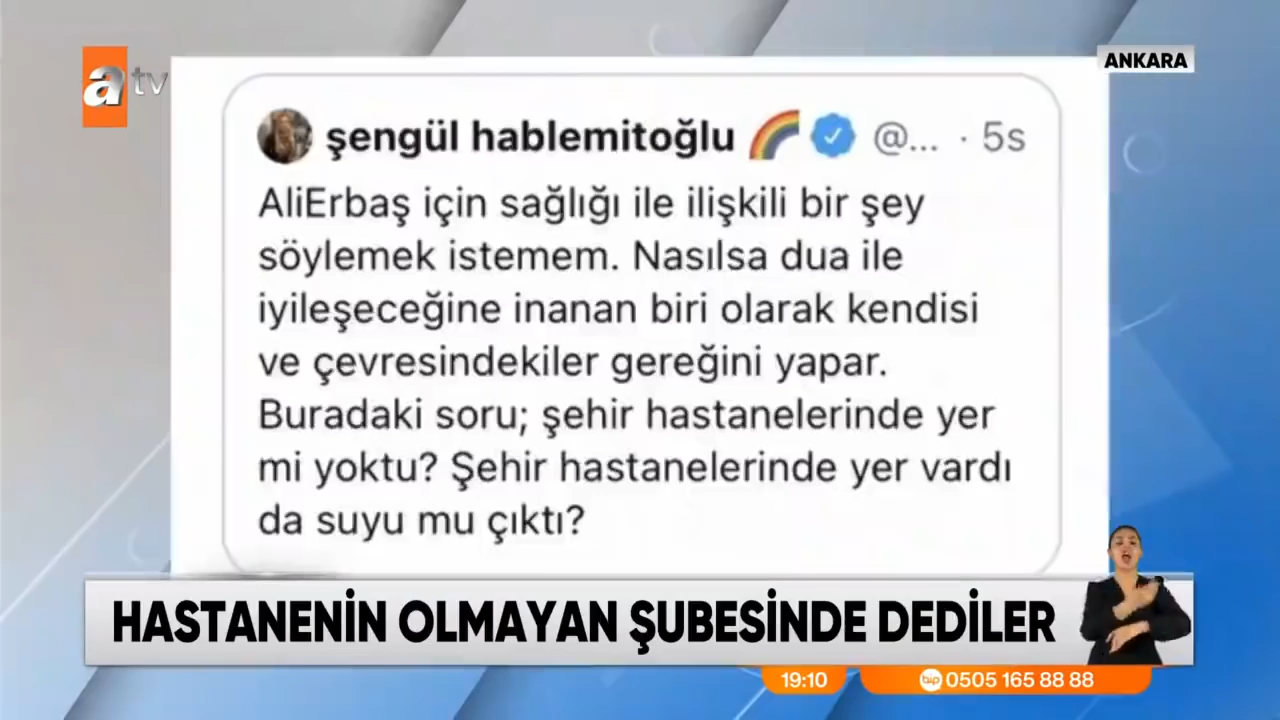 a tv
ANKARA
şengül hablemitoğlu 🌈 @... · 5s
AliErbaş için sağlığı ile ilişkili bir şey
söylemek istemem. Nasılsa dua ile
iyileşeceğine inanan biri olarak kendisi
ve çevresindekiler gereğini yapar.
Buradaki soru; şehir hastanelerinde yer
mi yoktu? Şehir hastanelerinde yer vardı
da suyu mu çıktı?
HASTANENİN OLMAYAN ŞUBESİNDE DEDİLER
19:10
bip 0505 165 88 88